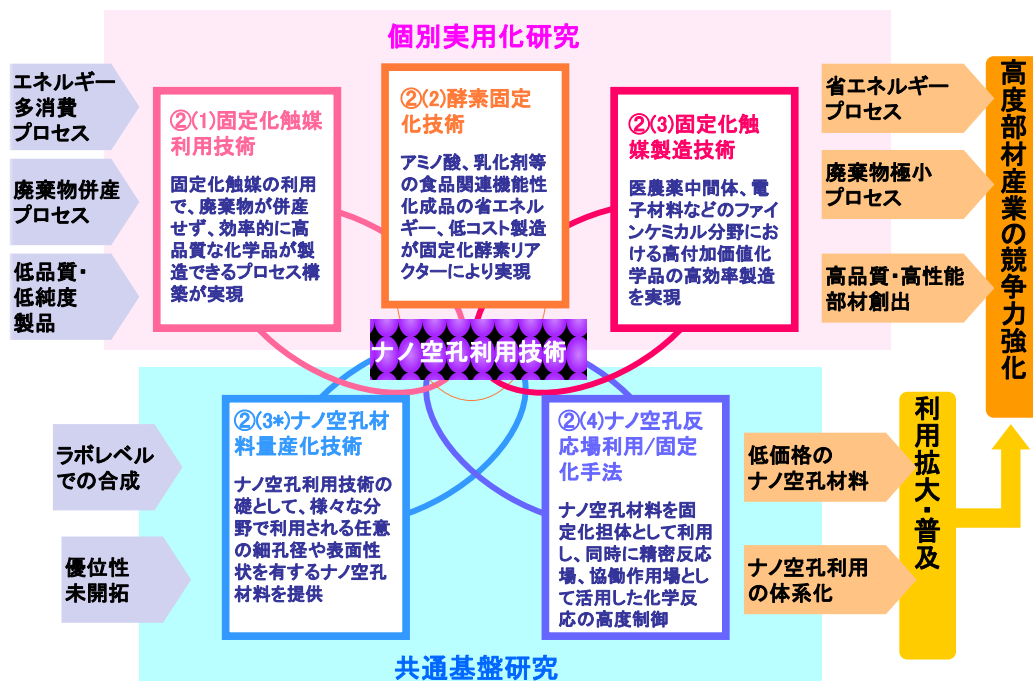 個別実用化研究
エネルギー
多消費
プロセス
廃棄物併産
プロセス
低品質・
低純度
製品
②(1)固定化触媒
利用技術
固定化触媒の利用
で、廃棄物が併産
せず、効率的に高
品質な化学品が製
造できるプロセス構
築が実現
②(2)酵素固定
化技術
アミノ酸、乳化剤等
の食品関連機能性
化成品の省エネル
ギー、低コスト製造
が固定化酵素リア
クターにより実現
②(3)固定化触
媒製造技術
医農薬中間体、電
子材料などのファイ
ンケミカル分野にお
ける高付加価値化
学品の高効率製造
を実現
省エネルギー
プロセス
廃棄物極小
プロセス
高品質・高性能
部材創出
高度部材産業の競争力強化
ナノ空孔利用技術
ラボレベル
での合成
優位性
未開拓
②(3*)ナノ空孔材
料量産化技術
ナノ空孔利用技術の
礎として、様々な分
野で利用される任意
の細孔径や表面性
状を有するナノ空孔
材料を提供
②(4)ナノ空孔反
応場利用/固定
化手法
ナノ空孔材料を固
定化担体として利用
し、同時に精密反応
場、協働作用場とし
て活用した化学反
応の高度制御
低価格の
ナノ空孔材料
ナノ空孔利用
の体系化
利用拡大・普及
共通基盤研究